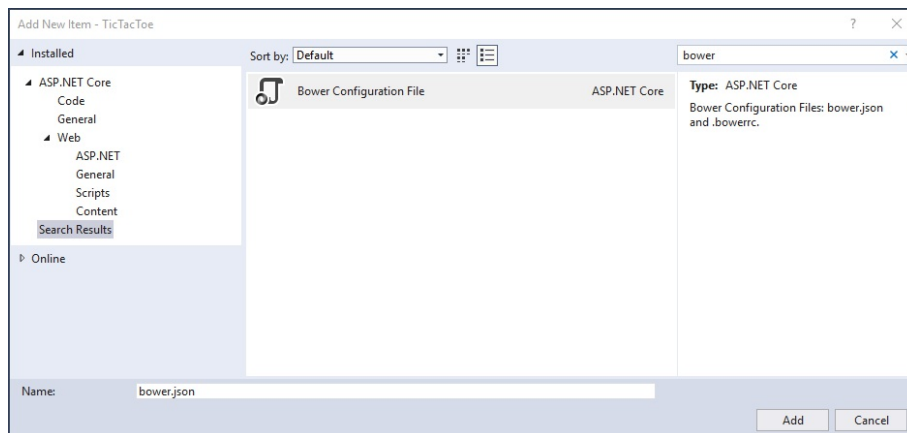 Add New Item - TicTacToe
?
Installed
Sort by: Default
bower
ASP.NET Core
Code
General
Web
ASP.NET
General
Scripts
Content
Search Results
Online
Bower Configuration File ASP.NET Core
Type: ASP.NET Core
Bower Configuration Files: bower.json
and .bowerrc.
Name: bower.json
Add Cancel